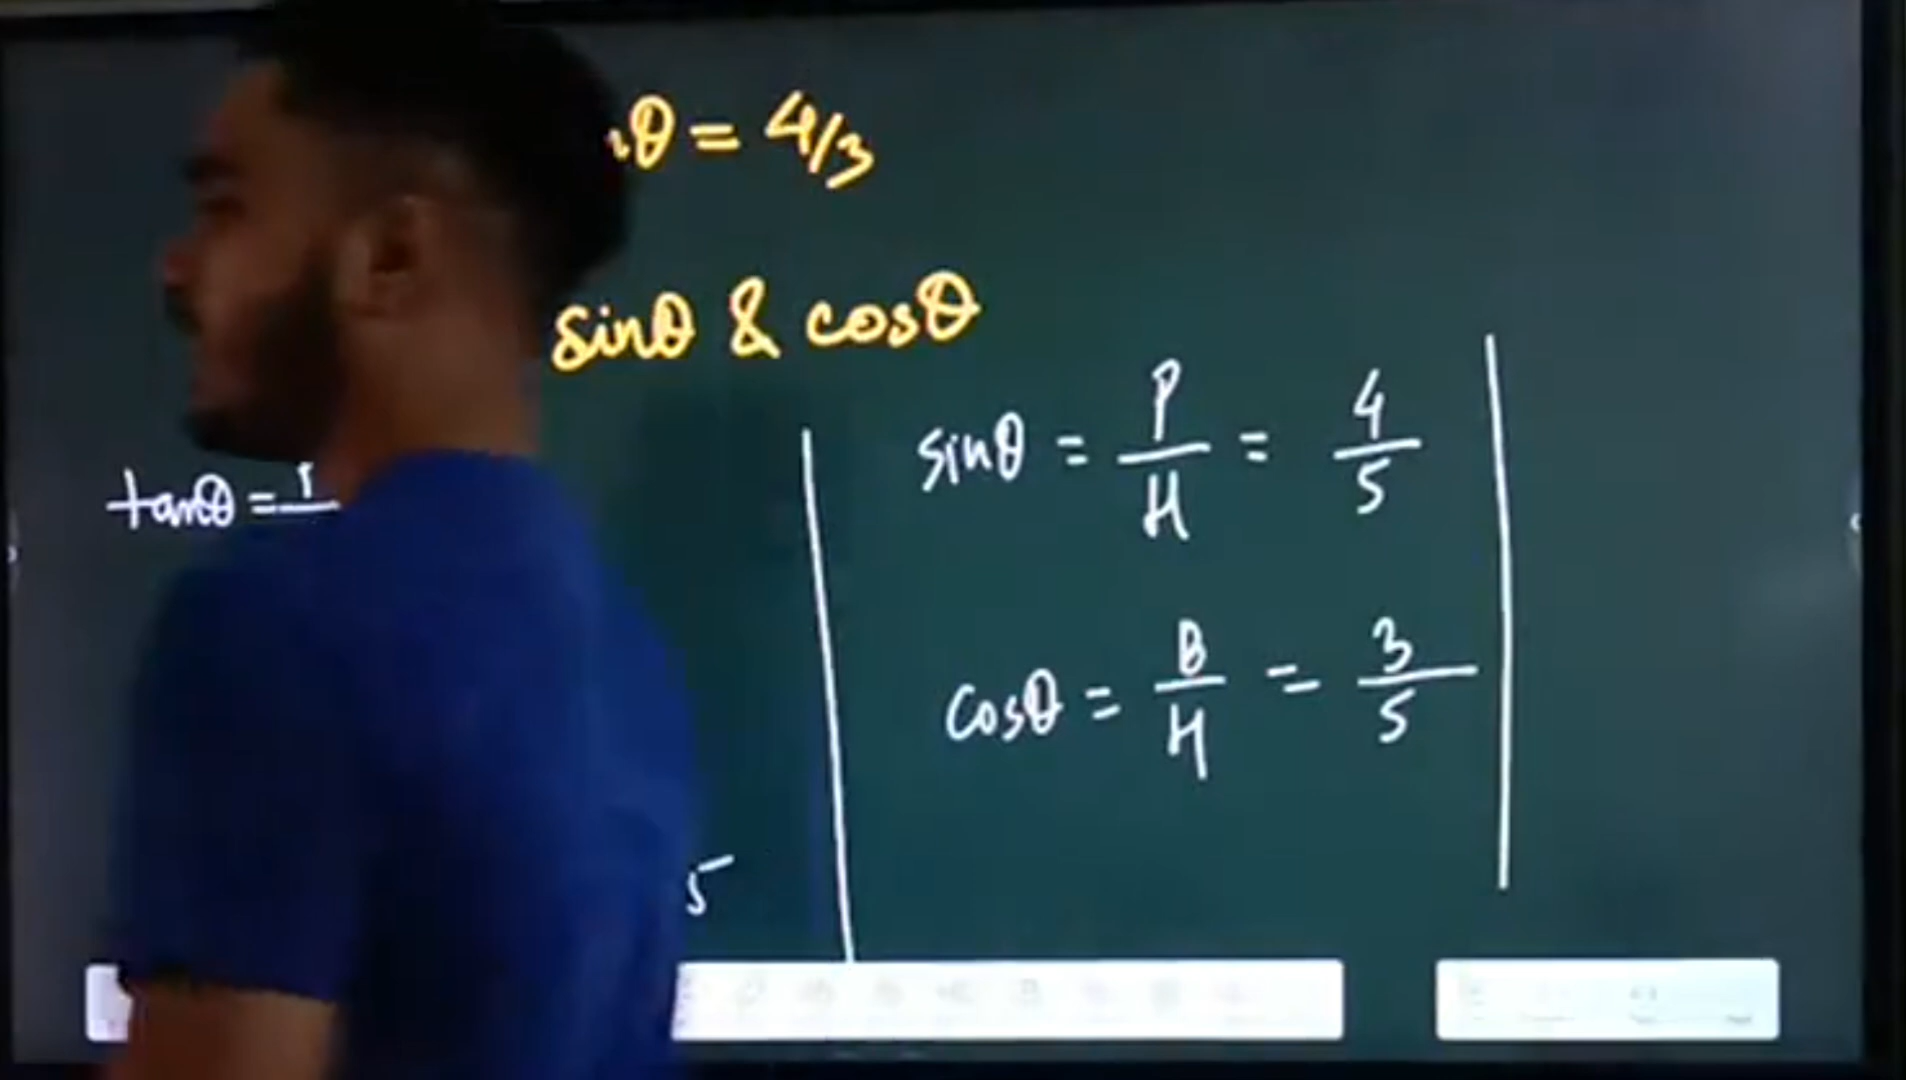 θ = 4/3
sinθ & cosθ
tanθ =
sinθ = P/H = 4/5
cosθ = B/H = 3/5
5